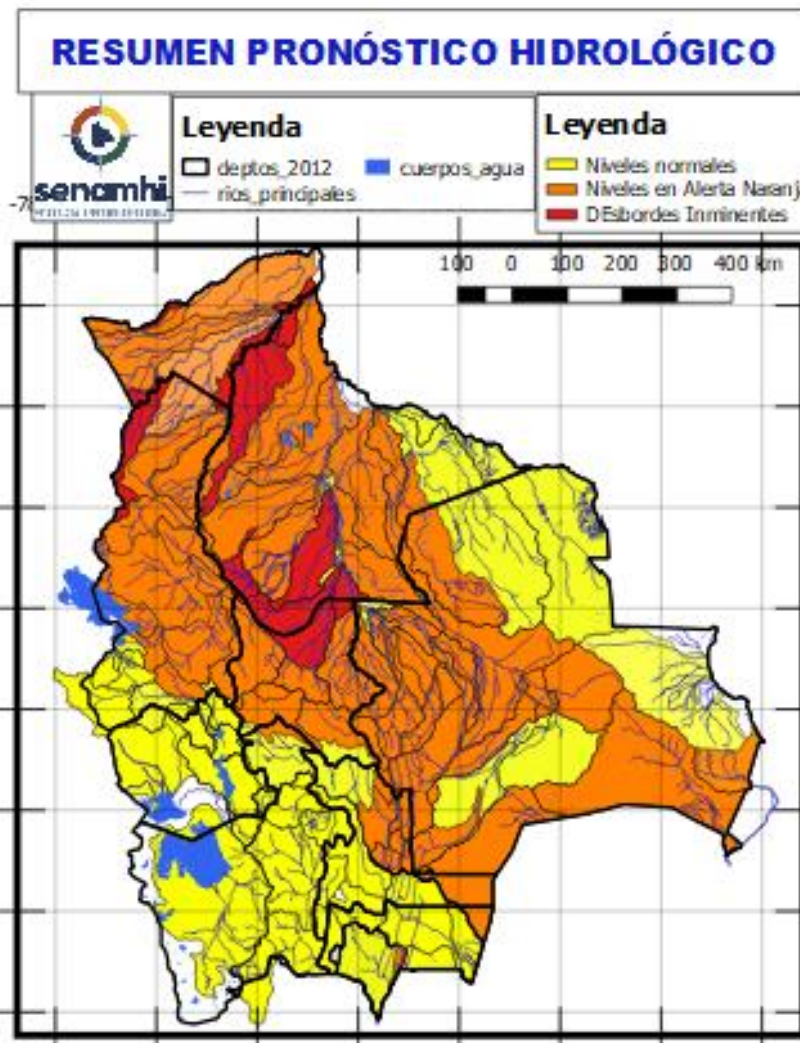 RESUMEN PRONÓSTICO HIDROLÓGICO
senamhi
Leyenda
deptos_2012
cuerpos_agua
rios_principales
Leyenda
Niveles normales
Niveles en Alerta Naranj
DEsbordes Inminentes
100 0 100 200 300 400 km